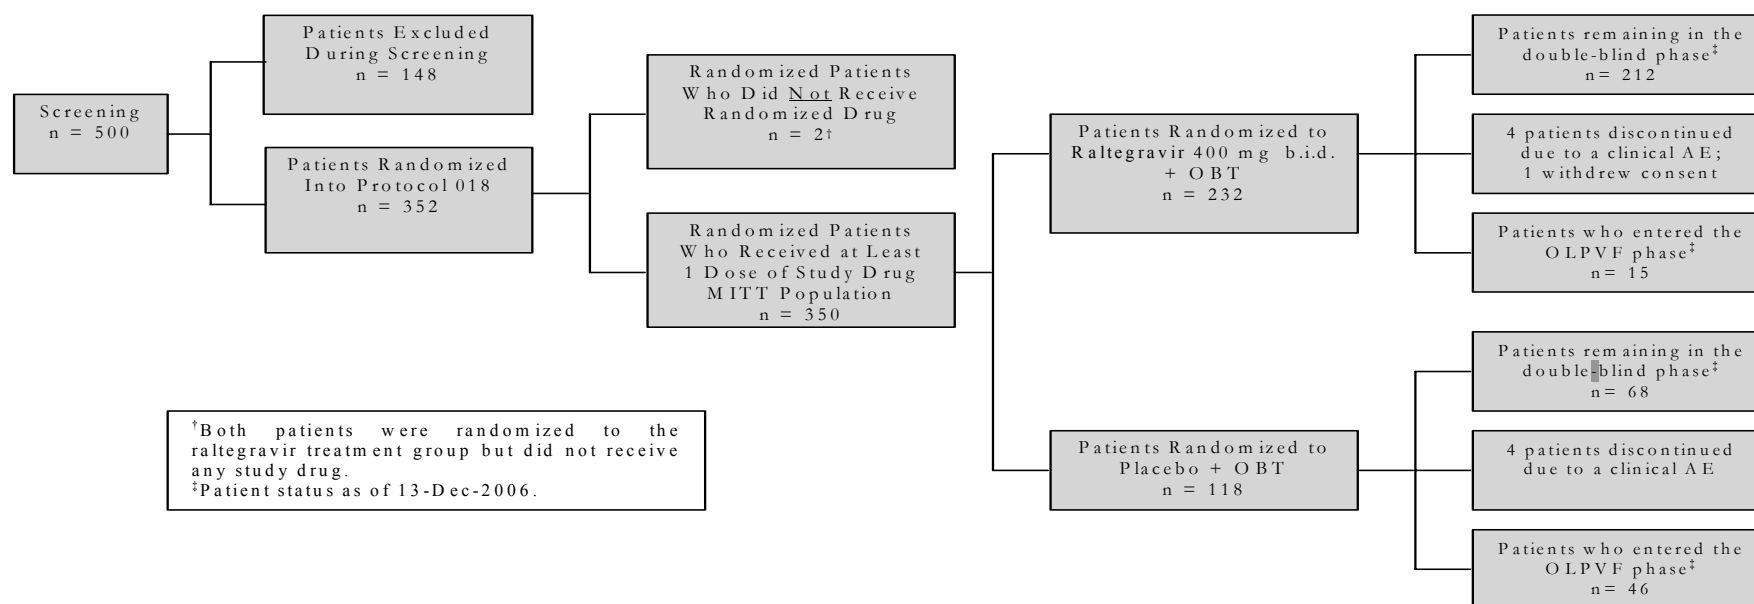 Screening
n = 500
Patients Excluded
During Screening
n = 148
Patients Randomized
Into Protocol 018
n = 352
Randomized Patients
Who Did Not Receive
Randomized Drug
n = 2†
Randomized Patients
Who Received at Least
1 Dose of Study Drug
MITT Population
n = 350
Patients Randomized to
Raltegravir 400 mg b.i.d.
+ OBT
n = 232
Patients Randomized to
Placebo + OBT
n = 118
Patients remaining in the
double-blind phase‡
n= 212
4 patients discontinued
due to a clinical AE;
1 withdrew consent
Patients who entered the
OLPVF phase‡
n= 15
Patients remaining in the
double-blind phase‡
n= 68
4 patients discontinued
due to a clinical AE
Patients who entered the
OLPVF phase‡
n= 46
†Both patients were randomized to the
raltegravir treatment group but did not receive
any study drug.
‡Patient status as of 13-Dec-2006.